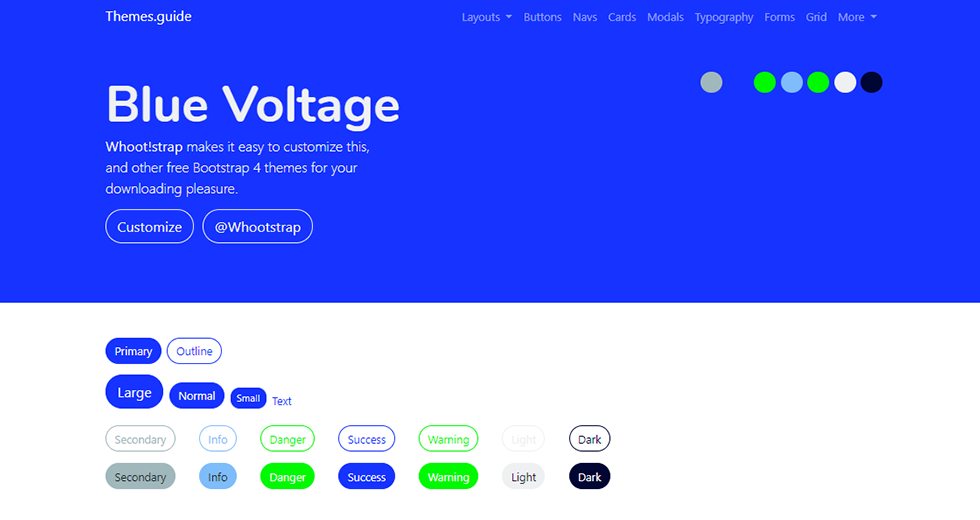 Themes.guide Layouts Buttons Navs Cards Modals Typography Forms Grid More
Blue Voltage
Whoot!strap makes it easy to customize this,
and other free Bootstrap 4 themes for your
downloading pleasure.
Customize @Whootstrap
Primary Outline
Large Normal Small Text
Secondary Info Danger Success Warning Light Dark
Secondary Info Danger Success Warning Light Dark